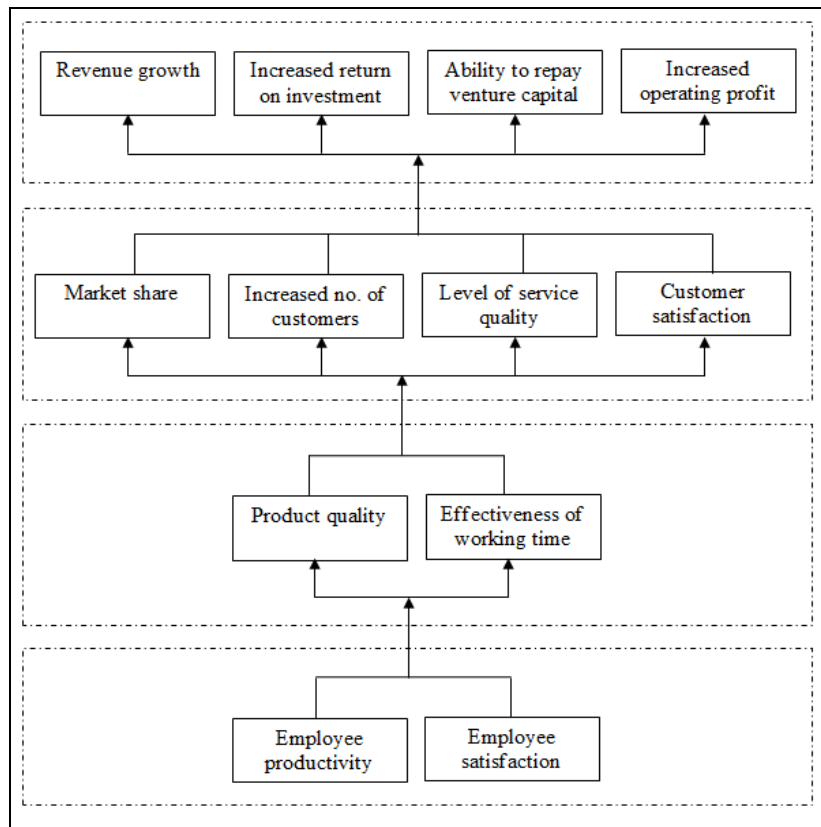 Revenue growth
Increased return
on investment
Ability to repay
venture capital
Increased
operating profit
Market share
Increased no. of
customers
Level of service
quality
Customer
satisfaction
Product quality
Effectiveness of
working time
Employee
productivity
Employee
satisfaction